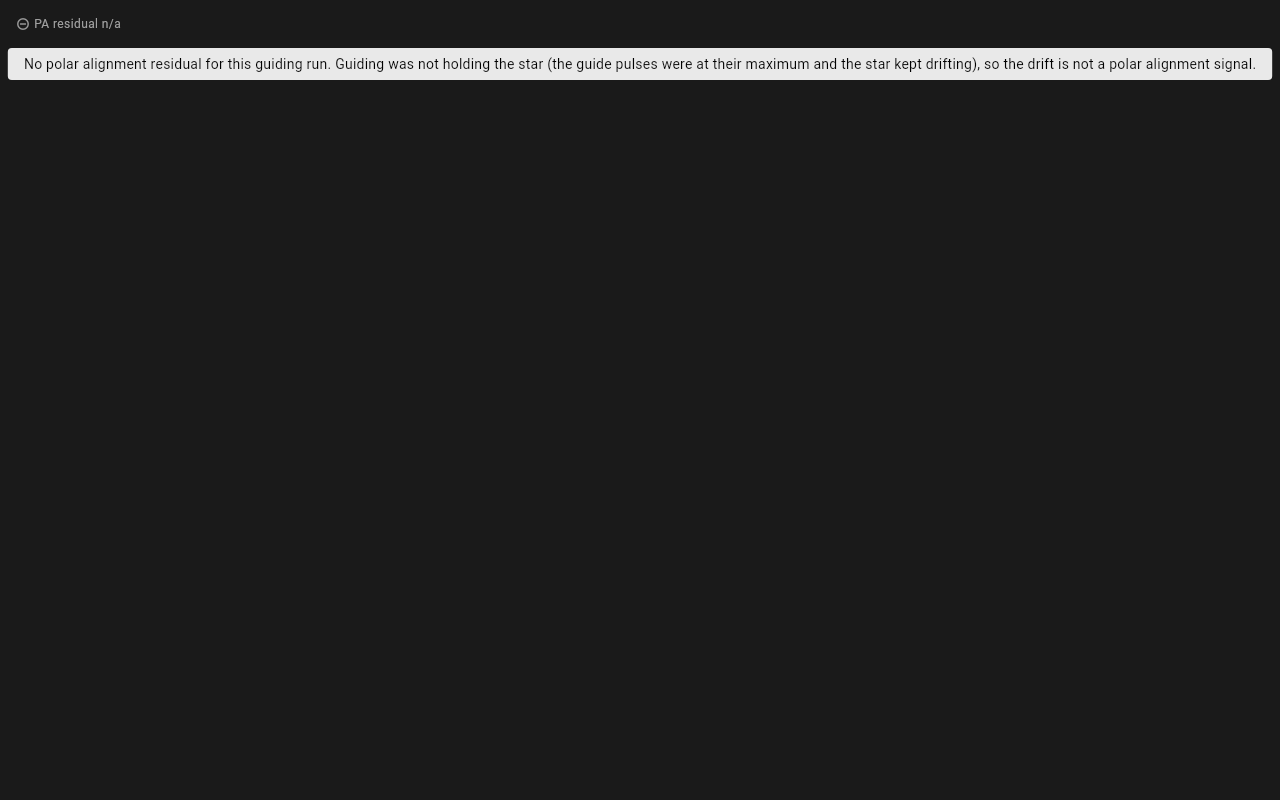 PA residual n/a
No polar alignment residual for this guiding run. Guiding was not holding the star (the guide pulses were at their maximum and the star kept drifting), so the drift is not a polar alignment signal.